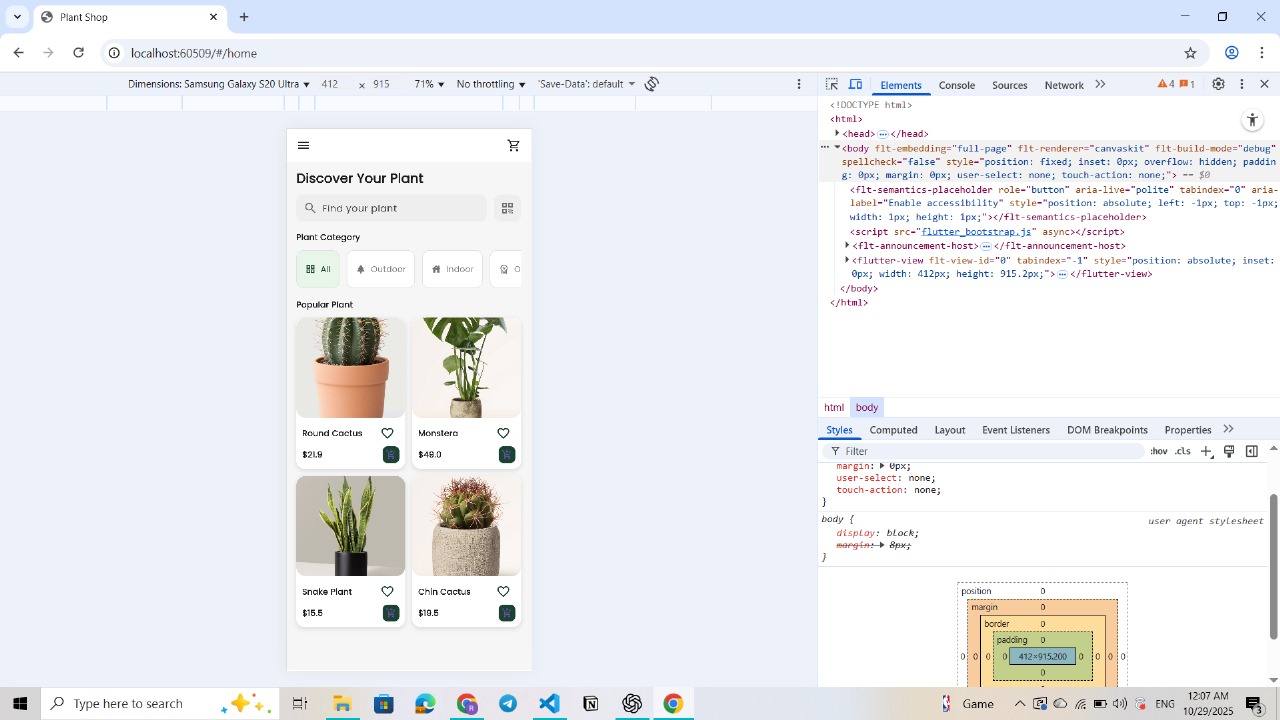 Plant Shop
localhost:60509/#/home
Dimensions: Samsung Galaxy S20 Ultra ▼ 412 × 915 71% ▼ No throttling ▼ 'Save-Data': default ▼
Elements Console Sources Network 4 1
Discover Your Plant
Find your plant
Plant Category
All Outdoor Indoor O
Popular Plant
Round Cactus Monstera
$21.9 $49.0
Snake Plant Chin Cactus
$15.5 $19.5
<!DOCTYPE html>
<html>
<head>…</head>
<body flt-embedding="full-page" flt-renderer="canvaskit" flt-build-mode="debug"
spellcheck="false" style="position: fixed; inset: 0px; overflow: hidden; paddin
g: 0px; margin: 0px; user-select: none; touch-action: none;"> == $0
<flt-semantics-placeholder role="button" aria-live="polite" tabindex="0" aria-
label="Enable accessibility" style="position: absolute; left: -1px; top: -1px;
width: 1px; height: 1px;"></flt-semantics-placeholder>
<script src="flutter_bootstrap.js" async></script>
<flt-announcement-host>…</flt-announcement-host>
<flutter-view flt-view-id="0" tabindex="-1" style="position: absolute; inset:
0px; width: 412px; height: 915.2px;">…</flutter-view>
</body>
</html>
html body
Styles Computed Layout Event Listeners DOM Breakpoints Properties
Filter :hov .cls
margin: 0px;
user-select: none;
touch-action: none;
}
body { user agent stylesheet
display: block;
margin: 8px;
}
position 0
margin 0
border 0
padding 0
0 0 0 0 412×915.200 0 0 0 0
0
Type here to search
Game ENG 12:07 AM
10/29/2025 3